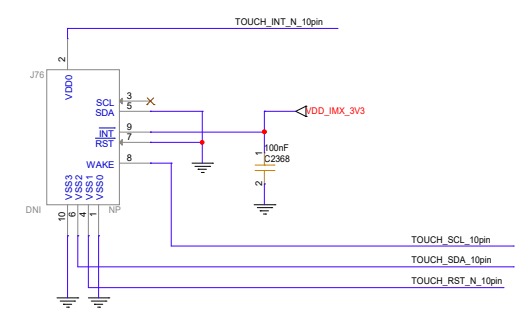 TOUCH_INT_N_10pin
2
J76
VDD0
SCL
3
SDA
5
VDD_IMX_3V3
INT
9
RST
7
100nF
1
C2368
WAKE
8
2
VSS3
VSS2
VSS1
VSS0
DNI
NP
10
6
4
1
TOUCH_SCL_10pin
TOUCH_SDA_10pin
TOUCH_RST_N_10pin